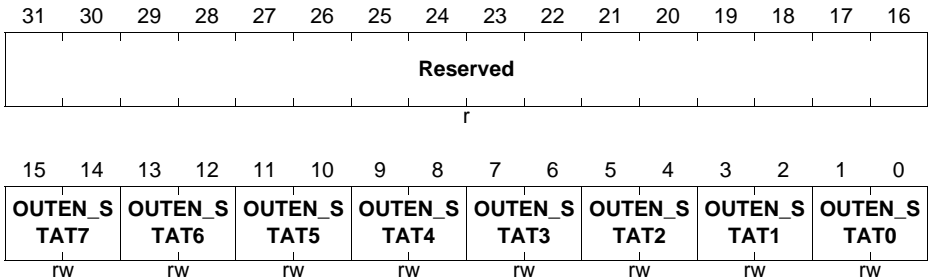 31 30 29 28 27 26 25 24 23 22 21 20 19 18 17 16
Reserved
r
15 14 13 12 11 10 9 8 7 6 5 4 3 2 1 0
OUTEN_S OUTEN_S OUTEN_S OUTEN_S OUTEN_S OUTEN_S OUTEN_S OUTEN_S
TAT7 TAT6 TAT5 TAT4 TAT3 TAT2 TAT1 TAT0
rw rw rw rw rw rw rw rw